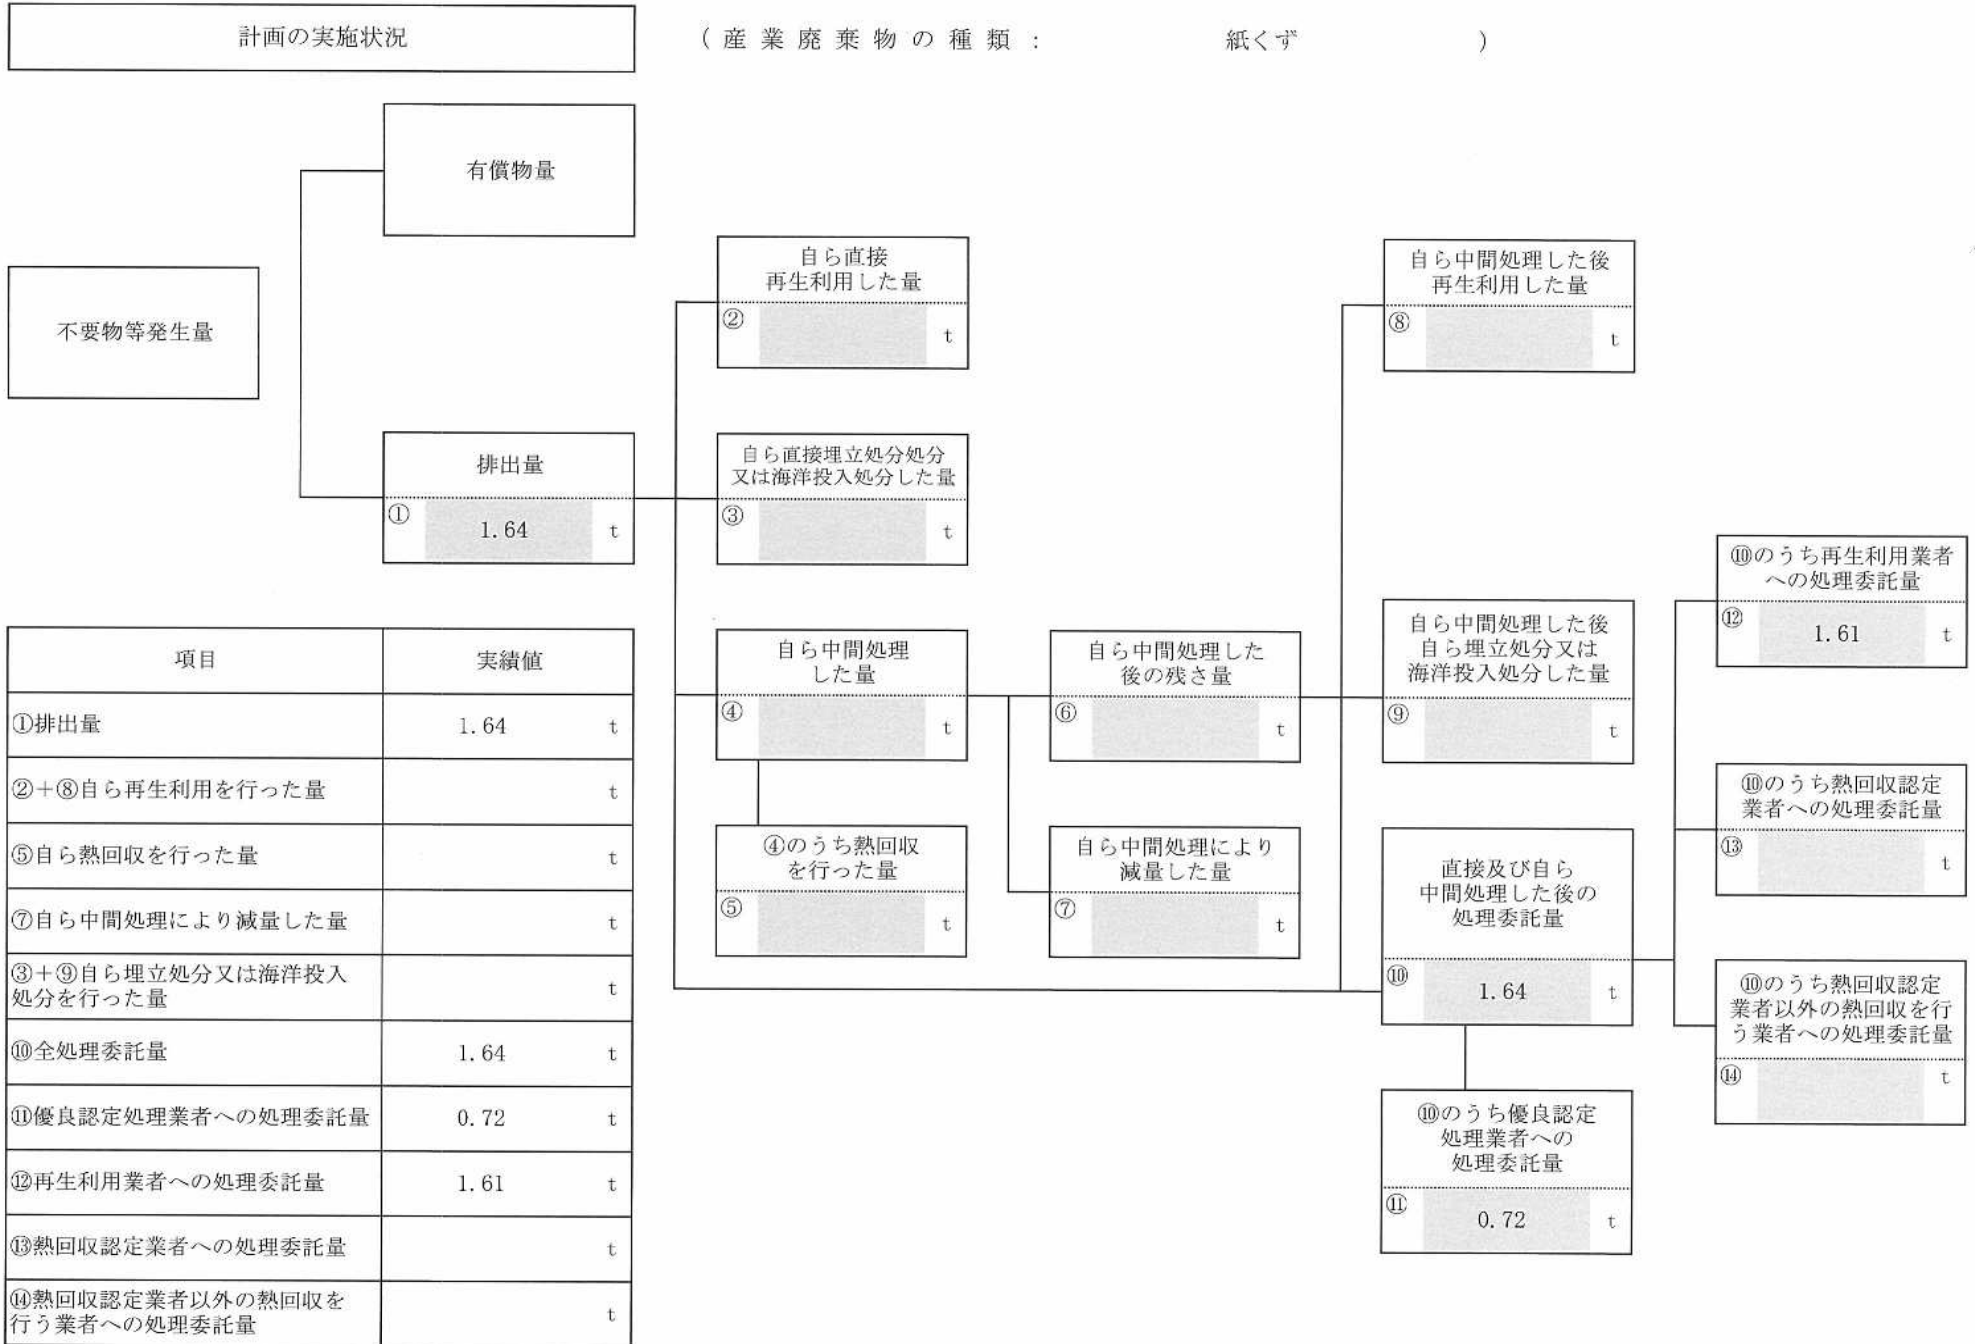 計画の実施状況
（産業廃棄物の種類： 紙くず ）
有償物量
不要物等発生量
排出量
① 1.64 t
自ら直接
再生利用した量
② t
自ら直接埋立処分処分
又は海洋投入処分した量
③ t
自ら中間処理
した量
④ t
④のうち熱回収
を行った量
⑤ t
自ら中間処理した
後の残さ量
⑥ t
自ら中間処理により
減量した量
⑦ t
自ら中間処理した後
再生利用した量
⑧ t
自ら中間処理した後
自ら埋立処分又は
海洋投入処分した量
⑨ t
直接及び自ら
中間処理した後の
処理委託量
⑩ 1.64 t
⑩のうち優良認定
処理業者への
処理委託量
⑪ 0.72 t
⑩のうち再生利用業者
への処理委託量
⑫ 1.61 t
⑩のうち熱回収認定
業者への処理委託量
⑬ t
⑩のうち熱回収認定
業者以外の熱回収を行
う業者への処理委託量
⑭ t
項目 実績値
①排出量 1.64 t
②＋⑧自ら再生利用を行った量 t
⑤自ら熱回収を行った量 t
⑦自ら中間処理により減量した量 t
③＋⑨自ら埋立処分又は海洋投入
処分を行った量 t
⑩全処理委託量 1.64 t
⑪優良認定処理業者への処理委託量 0.72 t
⑫再生利用業者への処理委託量 1.61 t
⑬熱回収認定業者への処理委託量 t
⑭熱回収認定業者以外の熱回収を
行う業者への処理委託量 t